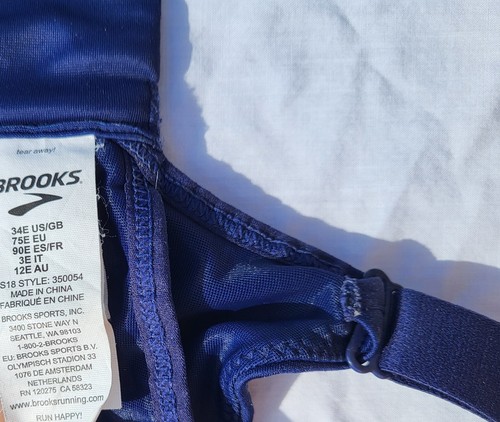 tear away!
BROOKS
34E US/GB
75E EU
90E ES/FR
3E IT
12E AU
S18 STYLE: 350054
MADE IN CHINA
FABRIQUÉ EN CHINE
BROOKS SPORTS, INC.
3400 STONE WAY N
SEATTLE, WA 98103
1-800-2-BROOKS
EU: BROOKS SPORTS B.V.
OLYMPISCH STADION 33
1076 DE AMSTERDAM
NETHERLANDS
RN 120275 CA 58323
www.brooksrunning.com
RUN HAPPY!